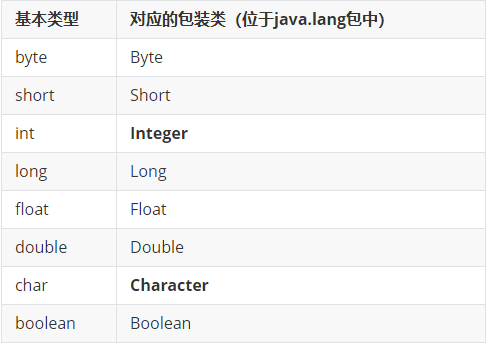 基本类型 对应的包装类（位于java.lang包中）
byte Byte
short Short
int Integer
long Long
float Float
double Double
char Character
boolean Boolean